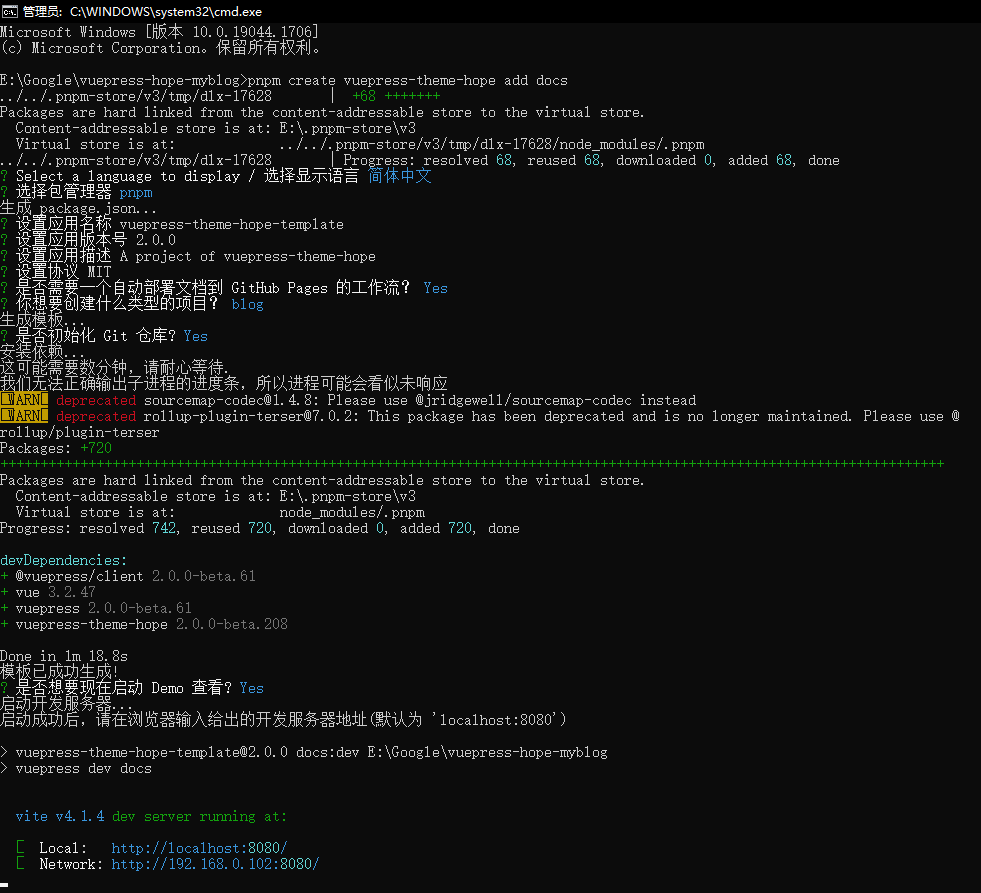 管理员: C:\WINDOWS\system32\cmd.exe
Microsoft Windows [版本 10.0.19044.1706]
(c) Microsoft Corporation。保留所有权利。
E:\Google\vuepress-hope-myblog>pnpm create vuepress-theme-hope add docs
../../.pnpm-store/v3/tmp/dlx-17628 | +68 +++++++
Packages are hard linked from the content-addressable store to the virtual store.
Content-addressable store is at: E:\.pnpm-store\v3
Virtual store is at: ../../.pnpm-store/v3/tmp/dlx-17628/node_modules/.pnpm
../../.pnpm-store/v3/tmp/dlx-17628 | Progress: resolved 68, reused 68, downloaded 0, added 68, done
? Select a language to display / 选择显示语言 简体中文
? 选择包管理器 pnpm
生成 package.json...
? 设置应用名称 vuepress-theme-hope-template
? 设置应用版本号 2.0.0
? 设置应用描述 A project of vuepress-theme-hope
? 设置协议 MIT
? 是否需要一个自动部署文档到 GitHub Pages 的工作流? Yes
? 你想要创建什么类型的项目? blog
生成模板...
? 是否初始化 Git 仓库? Yes
安装依赖...
这可能需要数分钟，请耐心等待.
我们无法正确输出子进程的进度条，所以进程可能会看似未响应
WARN deprecated sourcemap-codec@1.4.8: Please use @jridgewell/sourcemap-codec instead
WARN deprecated rollup-plugin-terser@7.0.2: This package has been deprecated and is no longer maintained. Please use @
rollup/plugin-terser
Packages: +720
++++++++++++++++++++++++++++++++++++++++++++++++++++++++++++++++++++++++++++++++++++++++++++++++++++++++++++++++++++++
Packages are hard linked from the content-addressable store to the virtual store.
Content-addressable store is at: E:\.pnpm-store\v3
Virtual store is at: node_modules/.pnpm
Progress: resolved 742, reused 720, downloaded 0, added 720, done
devDependencies:
+ @vuepress/client 2.0.0-beta.61
+ vue 3.2.47
+ vuepress 2.0.0-beta.61
+ vuepress-theme-hope 2.0.0-beta.208
Done in 1m 18.8s
模板已成功生成!
? 是否想要现在启动 Demo 查看? Yes
启动开发服务器...
启动成功后，请在浏览器输入给出的开发服务器地址(默认为 'localhost:8080')
> vuepress-theme-hope-template@2.0.0 docs:dev E:\Google\vuepress-hope-myblog
> vuepress dev docs
vite v4.1.4 dev server running at:
Local: http://localhost:8080/
Network: http://192.168.0.102:8080/